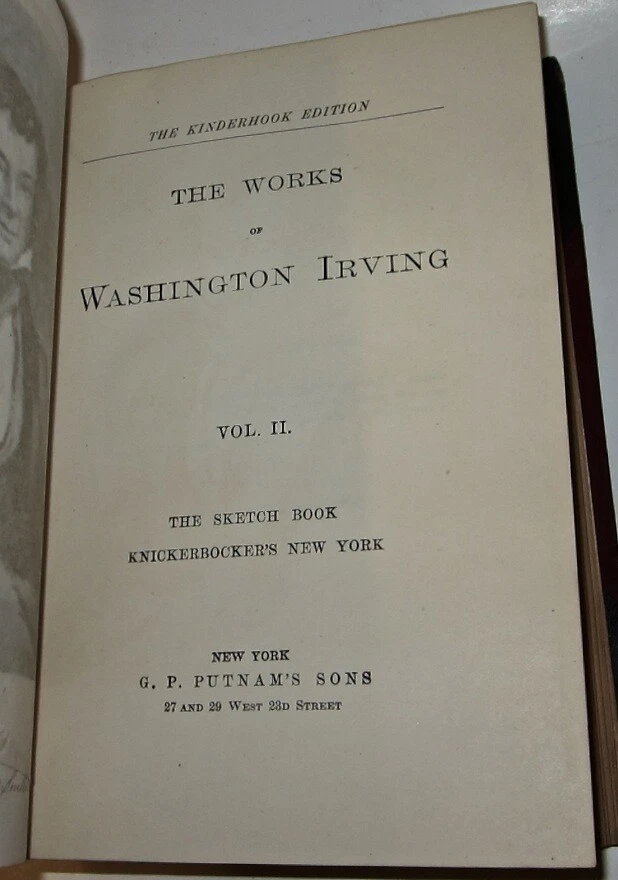 THE KINDERHOOK EDITION
THE WORKS
OF
WASHINGTON IRVING
VOL. II.
THE SKETCH BOOK
KNICKERBOCKER'S NEW YORK
NEW YORK
G. P. PUTNAM'S SONS
27 AND 29 WEST 23D STREET